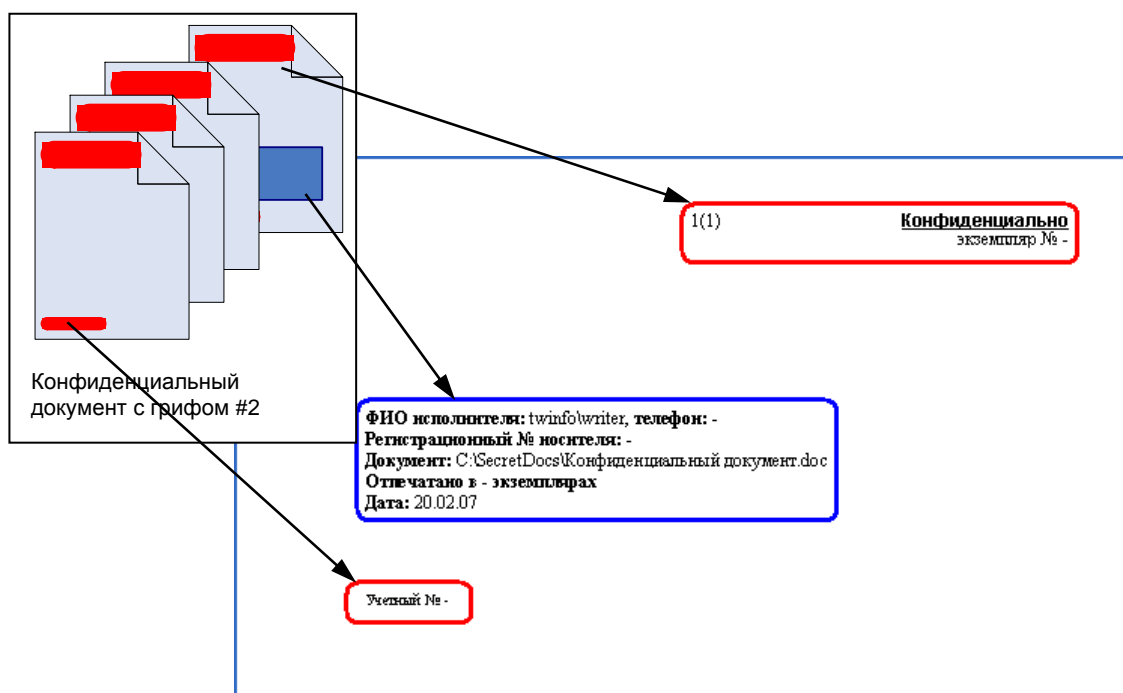 1(1) Конфиденциально
экземпляр № -
Конфиденциальный
документ с грифом #2
ФИО исполнителя: twinfo\writer, телефон: -
Регистрационный № носителя: -
Документ: C:\SecretDocs\Конфиденциальный документ.doc
Отпечатано в - экземплярах
Дата: 20.02.07
Учетный № -